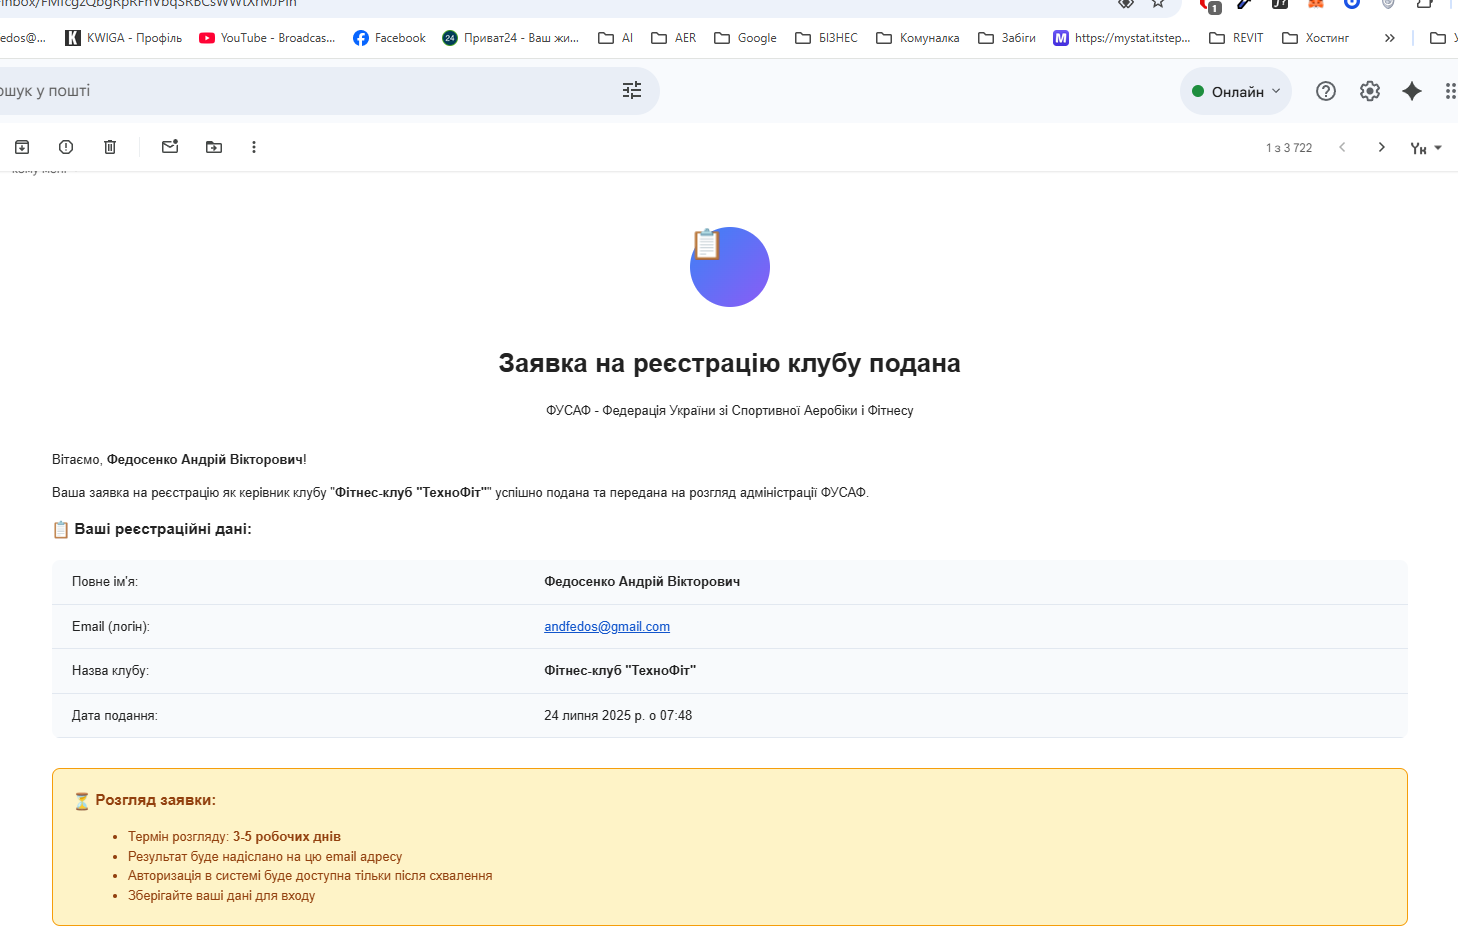 edos@...
KWIGA - Профіль
YouTube - Broadcas...
Facebook
24
Приват24 - Ваш жи...
AI
AER
Google
БІЗНЕС
Комуналка
Забіги
M
https://mystat.itstep...
REVIT
Хостинг
»
1
ошук у пошті
Онлайн
1 з 3 722
Заявка на реєстрацію клубу подана
ФУСАФ - Федерація України зі Спортивної Аеробіки і Фітнесу
Вітаємо, Федосенко Андрій Вікторович!
Ваша заявка на реєстрацію як керівник клубу "Фітнес-клуб "ТехноФіт"" успішно подана та передана на розгляд адміністрації ФУСАФ.
Ваші реєстраційні дані:
Повне ім'я: Федосенко Андрій Вікторович
Email (логін): andfedos@gmail.com
Назва клубу: Фітнес-клуб "ТехноФіт"
Дата подання: 24 липня 2025 р. о 07:48
Розгляд заявки:
• Термін розгляду: 3-5 робочих днів
• Результат буде надіслано на цю email адресу
• Авторизація в системі буде доступна тільки після схвалення
• Зберігайте ваші дані для входу